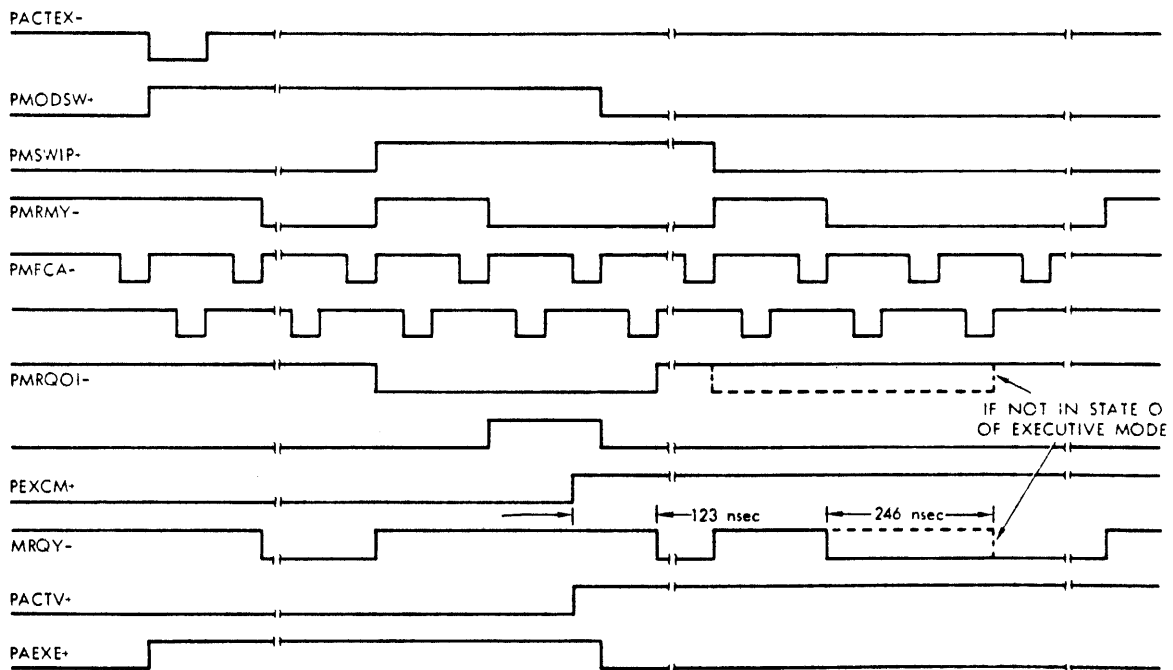 PACTEX-
PMODSW+
PMSWIP+
PMRMY-
PMFCA-
PMRQOI-
IF NOT IN STATE O
OF EXECUTIVE MODE
PEXCM+
123 nsec
246 nsec
MRQY-
PACTV+
PAEXE+